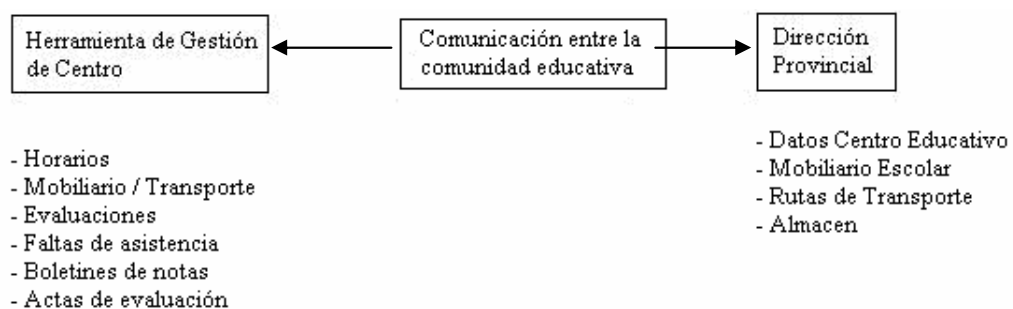 Herramienta de Gestión
de Centro
Comunicación entre la
comunidad educativa
Dirección
Provincial
- Horarios
- Mobiliario / Transporte
- Evaluaciones
- Faltas de asistencia
- Boletines de notas
- Actas de evaluación
- Datos Centro Educativo
- Mobiliario Escolar
- Rutas de Transporte
- Almacen